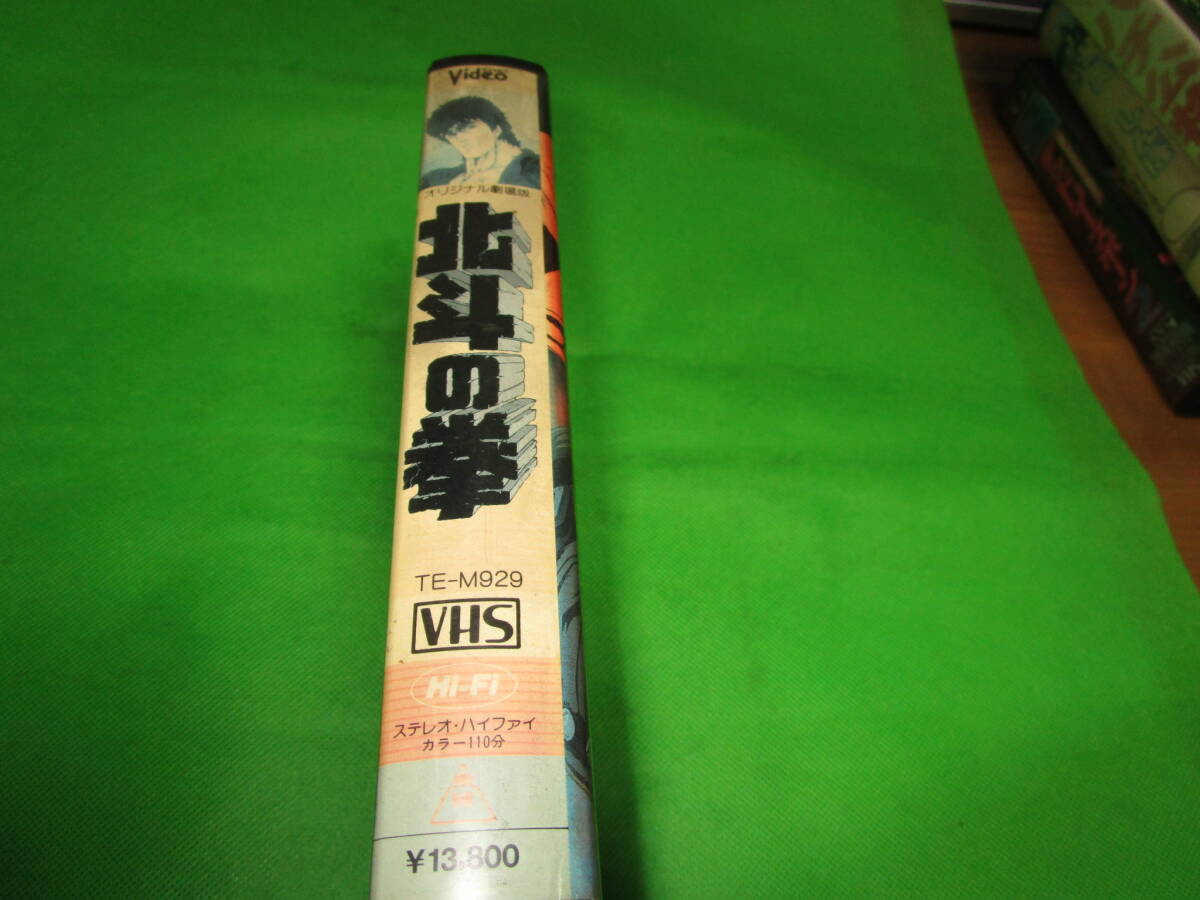 Video
オリジナル劇場版
北斗の拳
TE-M929
VHS
Hi-Fi
ステレオ・ハイファイ
カラー110分
¥13,800